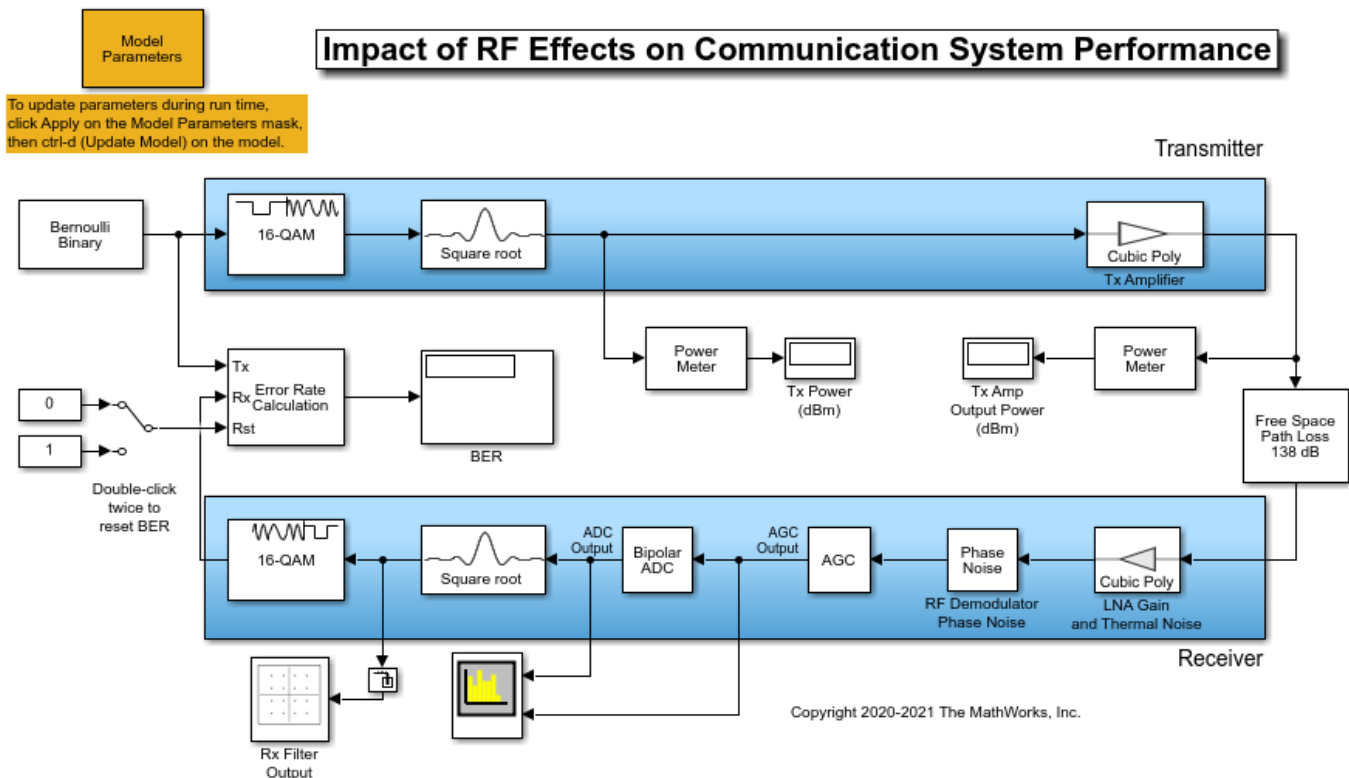 Model
Parameters
Impact of RF Effects on Communication System Performance
To update parameters during run time,
click Apply on the Model Parameters mask,
then ctrl-d (Update Model) on the model.
Transmitter
Bernoulli
Binary
16-QAM
Square root
Cubic Poly
Tx Amplifier
Tx
Rx
Rst
Error Rate
Calculation
BER
Power
Meter
Tx Power
(dBm)
Tx Amp
Output Power
(dBm)
Power
Meter
Free Space
Path Loss
138 dB
0
1
Double-click
twice to
reset BER
16-QAM
Square root
ADC
Output
Bipolar
ADC
AGC
Output
AGC
Phase
Noise
RF Demodulator
Phase Noise
Cubic Poly
LNA Gain
and Thermal Noise
Receiver
Rx Filter
Output
Copyright 2020-2021 The MathWorks, Inc.